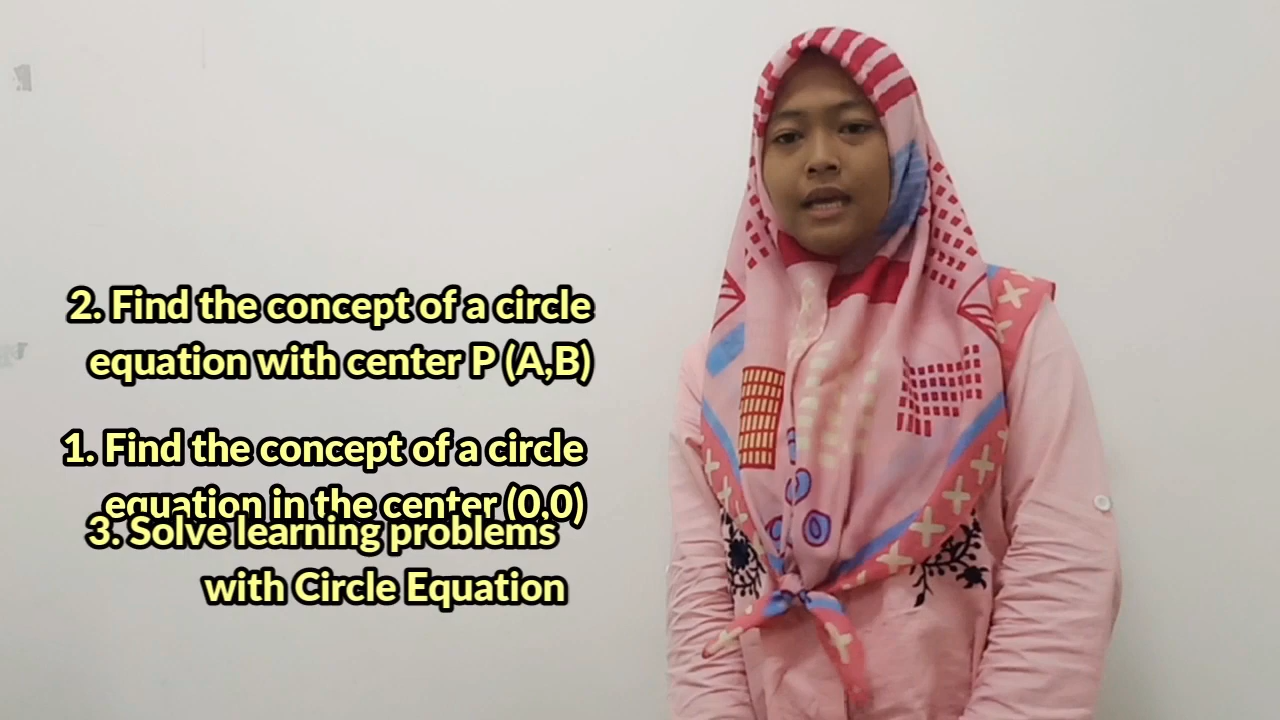 2. Find the concept of a circle
equation with center P (A,B)
1. Find the concept of a circle
equation in the center (0,0)
3. Solve learning problems
with Circle Equation